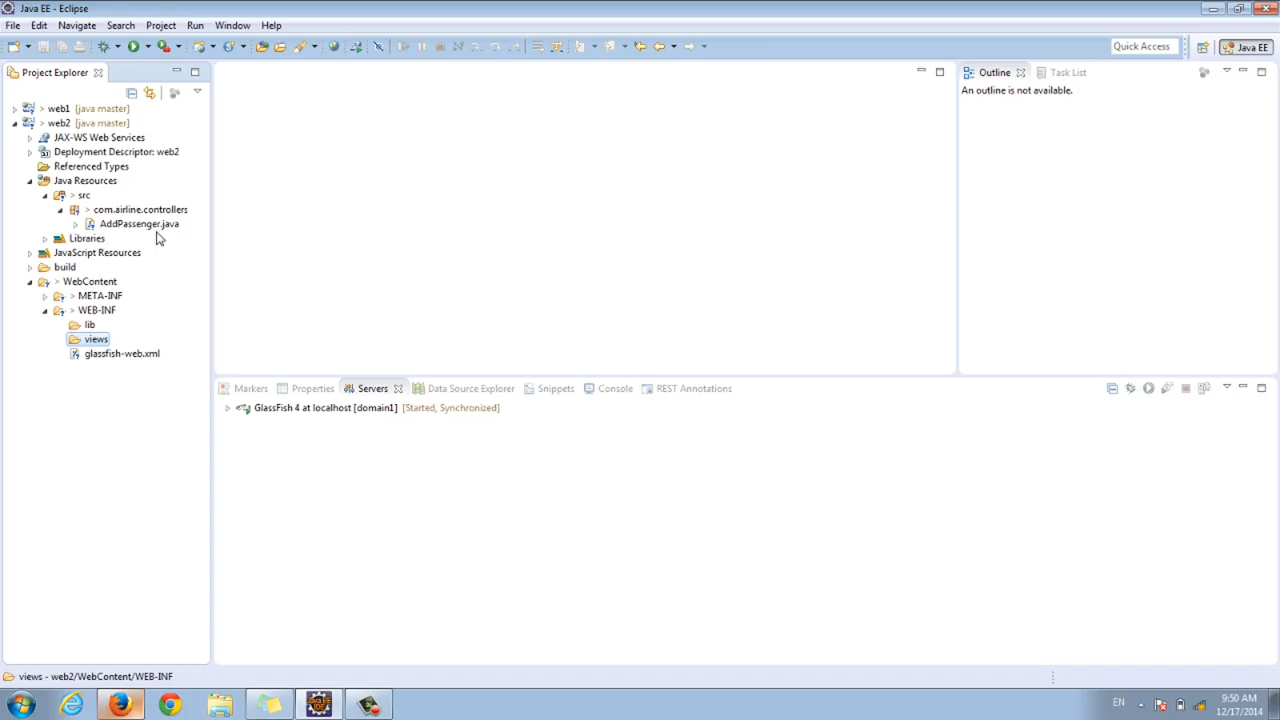 Java EE - Eclipse
File Edit Navigate Search Project Run Window Help
Quick Access Java EE
Project Explorer
> web1 [java master]
> web2 [java master]
JAX-WS Web Services
Deployment Descriptor: web2
Referenced Types
Java Resources
> src
> com.airline.controllers
AddPassenger.java
Libraries
JavaScript Resources
build
> WebContent
> META-INF
> WEB-INF
lib
views
glassfish-web.xml
Outline Task List
An outline is not available.
Markers Properties Servers Data Source Explorer Snippets Console REST Annotations
GlassFish 4 at localhost [domain1] [Started, Synchronized]
views - web2/WebContent/WEB-INF
EN
9:50 AM
12/17/2014